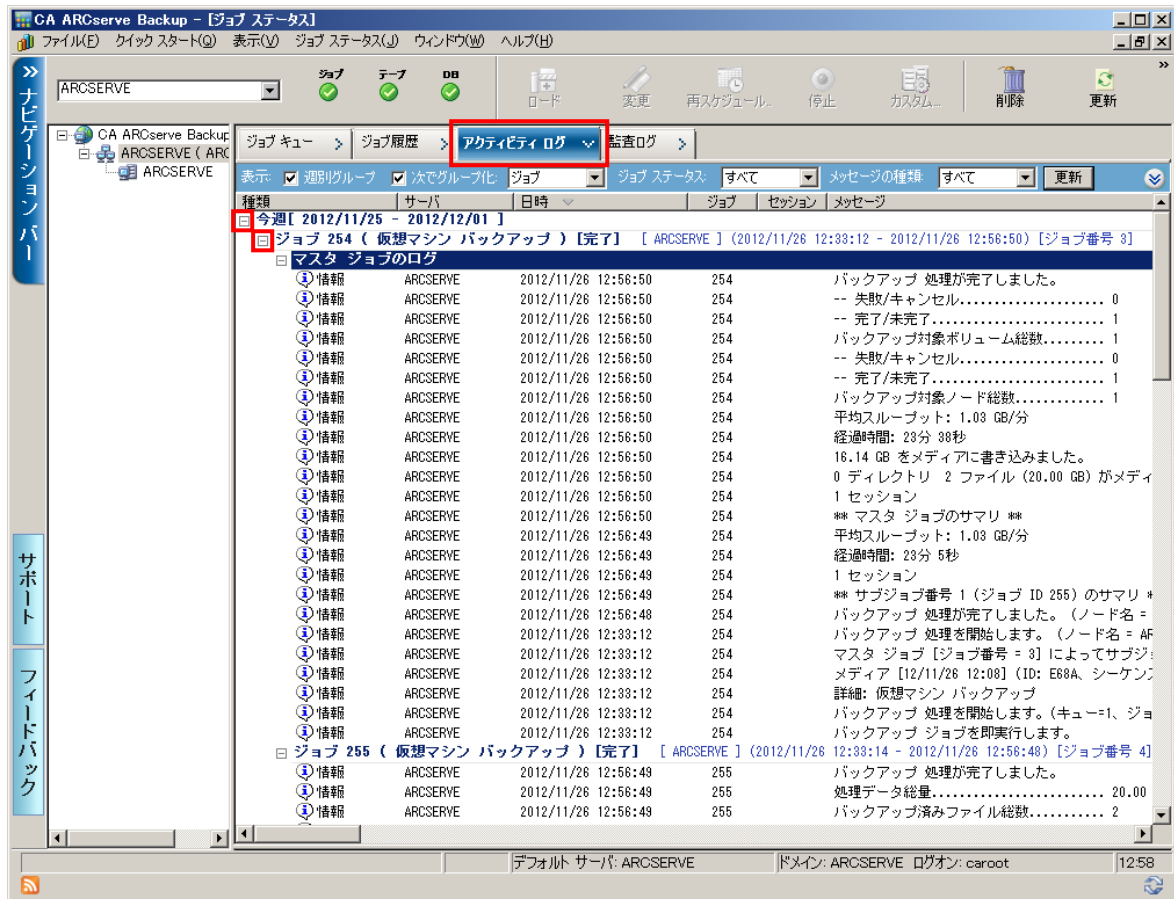 CA ARCserve Backup - [ジョブ ステータス]
ファイル(F) クイック スタート(Q) 表示(V) ジョブ ステータス(J) ウィンドウ(W) ヘルプ(H)
ナビゲーション バー
サポート
フィードバック
ARCSERVE
ジョブ テープ DB
ロード 変更 再スケジュール... 停止 カスタム... 削除 更新
CA ARCserve Backup
ARCSERVE ( ARC
ARCSERVE
ジョブ キュー ジョブ履歴 アクティビティ ログ 監査ログ
表示: 週別グループ 次でグループ化: ジョブ ジョブ ステータス: すべて メッセージの種類: すべて 更新
種類 サーバ 日時 ジョブ セッション メッセージ
今週[ 2012/11/25 - 2012/12/01 ]
ジョブ 254 ( 仮想マシン バックアップ ) [完了] [ ARCSERVE ] (2012/11/26 12:33:12 - 2012/11/26 12:56:50) [ジョブ番号 3]
マスタ ジョブのログ
情報 ARCSERVE 2012/11/26 12:56:50 254 バックアップ 処理が完了しました。
情報 ARCSERVE 2012/11/26 12:56:50 254 -- 失敗/キャンセル..................... 0
情報 ARCSERVE 2012/11/26 12:56:50 254 -- 完了/未完了......................... 1
情報 ARCSERVE 2012/11/26 12:56:50 254 バックアップ対象ボリューム総数......... 1
情報 ARCSERVE 2012/11/26 12:56:50 254 -- 失敗/キャンセル..................... 0
情報 ARCSERVE 2012/11/26 12:56:50 254 -- 完了/未完了......................... 1
情報 ARCSERVE 2012/11/26 12:56:50 254 バックアップ対象ノード総数............. 1
情報 ARCSERVE 2012/11/26 12:56:50 254 平均スループット: 1.03 GB/分
情報 ARCSERVE 2012/11/26 12:56:50 254 経過時間: 23分 38秒
情報 ARCSERVE 2012/11/26 12:56:50 254 16.14 GB をメディアに書き込みました。
情報 ARCSERVE 2012/11/26 12:56:50 254 0 ディレクトリ 2 ファイル (20.00 GB) がメディ
情報 ARCSERVE 2012/11/26 12:56:50 254 1 セッション
情報 ARCSERVE 2012/11/26 12:56:50 254 ** マスタ ジョブのサマリ **
情報 ARCSERVE 2012/11/26 12:56:49 254 平均スループット: 1.03 GB/分
情報 ARCSERVE 2012/11/26 12:56:49 254 経過時間: 23分 5秒
情報 ARCSERVE 2012/11/26 12:56:49 254 1 セッション
情報 ARCSERVE 2012/11/26 12:56:49 254 ** サブジョブ番号 1 (ジョブ ID 255) のサマリ *
情報 ARCSERVE 2012/11/26 12:56:48 254 バックアップ 処理が完了しました。 (ノード名 =
情報 ARCSERVE 2012/11/26 12:33:12 254 バックアップ 処理を開始します。 (ノード名 = AR
情報 ARCSERVE 2012/11/26 12:33:12 254 マスタ ジョブ [ジョブ番号 = 3] によってサブジョ
情報 ARCSERVE 2012/11/26 12:33:12 254 メディア [12/11/26 12:08] (ID: E68A、シーケンス
情報 ARCSERVE 2012/11/26 12:33:12 254 詳細: 仮想マシン バックアップ
情報 ARCSERVE 2012/11/26 12:33:12 254 バックアップ 処理を開始します。(キュー=1、ジョ
情報 ARCSERVE 2012/11/26 12:33:12 254 バックアップ ジョブを即実行します。
ジョブ 255 ( 仮想マシン バックアップ ) [完了] [ ARCSERVE ] (2012/11/26 12:33:14 - 2012/11/26 12:56:48) [ジョブ番号 4]
情報 ARCSERVE 2012/11/26 12:56:49 255 バックアップ 処理が完了しました。
情報 ARCSERVE 2012/11/26 12:56:49 255 処理データ総量......................... 20.00
情報 ARCSERVE 2012/11/26 12:56:49 255 バックアップ済みファイル総数........... 2
デフォルト サーバ: ARCSERVE ドメイン: ARCSERVE ログオン: caroot 12:58